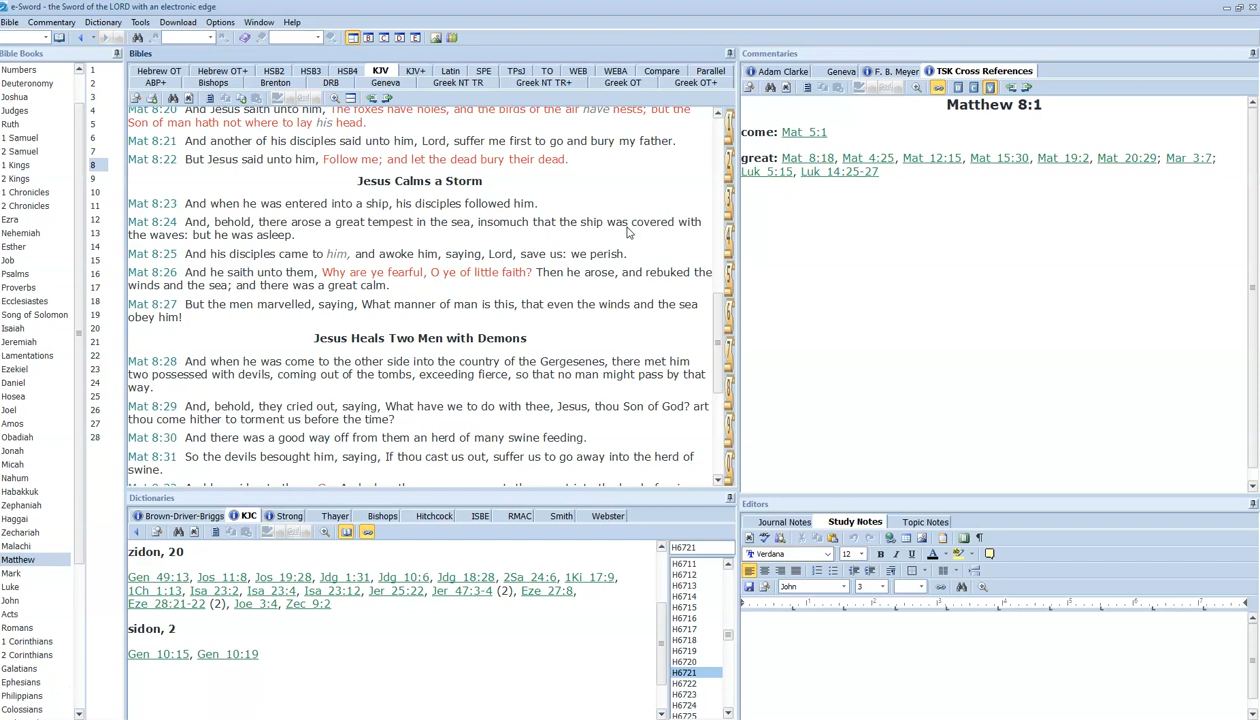 e-Sword - the Sword of the LORD with an electronic edge
Bible Commentary Dictionary Tools Download Options Window Help
B C D E
Bible Books
Numbers
Deuteronomy
Joshua
Judges
Ruth
1 Samuel
2 Samuel
1 Kings
2 Kings
1 Chronicles
2 Chronicles
Ezra
Nehemiah
Esther
Job
Psalms
Proverbs
Ecclesiastes
Song of Solomon
Isaiah
Jeremiah
Lamentations
Ezekiel
Daniel
Hosea
Joel
Amos
Obadiah
Jonah
Micah
Nahum
Habakkuk
Zephaniah
Haggai
Zechariah
Malachi
Matthew
Mark
Luke
John
Acts
Romans
1 Corinthians
2 Corinthians
Galatians
Ephesians
Philippians
Colossians
1
2
3
4
5
6
7
8
9
10
11
12
13
14
15
16
17
18
19
20
21
22
23
24
25
26
27
28
Bibles
Hebrew OT Hebrew OT+ HSB2 HSB3 HSB4 KJV KJV+ Latin SPE TPsJ TO WEB WEBA Compare Parallel
ABP+ Bishops Brenton DRB Geneva Greek NT TR Greek NT TR+ Greek OT Greek OT+
Mat 8:20 And Jesus saith unto him, The foxes have holes, and the birds of the air have nests; but the
Son of man hath not where to lay his head.
Mat 8:21 And another of his disciples said unto him, Lord, suffer me first to go and bury my father.
Mat 8:22 But Jesus said unto him, Follow me; and let the dead bury their dead.
Jesus Calms a Storm
Mat 8:23 And when he was entered into a ship, his disciples followed him.
Mat 8:24 And, behold, there arose a great tempest in the sea, insomuch that the ship was covered with
the waves: but he was asleep.
Mat 8:25 And his disciples came to him, and awoke him, saying, Lord, save us: we perish.
Mat 8:26 And he saith unto them, Why are ye fearful, O ye of little faith? Then he arose, and rebuked the
winds and the sea; and there was a great calm.
Mat 8:27 But the men marvelled, saying, What manner of man is this, that even the winds and the sea
obey him!
Jesus Heals Two Men with Demons
Mat 8:28 And when he was come to the other side into the country of the Gergesenes, there met him
two possessed with devils, coming out of the tombs, exceeding fierce, so that no man might pass by that
way.
Mat 8:29 And, behold, they cried out, saying, What have we to do with thee, Jesus, thou Son of God? art
thou come hither to torment us before the time?
Mat 8:30 And there was a good way off from them an herd of many swine feeding.
Mat 8:31 So the devils besought him, saying, If thou cast us out, suffer us to go away into the herd of
swine.
Dictionaries
Brown-Driver-Briggs KJC Strong Thayer Bishops Hitchcock ISBE RMAC Smith Webster
zidon, 20
Gen 49:13, Jos 11:8, Jos 19:28, Jdg 1:31, Jdg 10:6, Jdg 18:28, 2Sa 24:6, 1Ki 17:9,
1Ch 1:13, Isa 23:2, Isa 23:4, Isa 23:12, Jer 25:22, Jer 47:3-4 (2), Eze 27:8,
Eze 28:21-22 (2), Joe 3:4, Zec 9:2
sidon, 2
Gen 10:15, Gen 10:19
H6721
H6711
H6712
H6713
H6714
H6715
H6716
H6717
H6718
H6719
H6720
H6721
H6722
H6723
H6724
H6725
Commentaries
Adam Clarke Geneva F. B. Meyer TSK Cross References
Matthew 8:1
come: Mat 5:1
great: Mat 8:18, Mat 4:25, Mat 12:15, Mat 15:30, Mat 19:2, Mat 20:29; Mar 3:7;
Luk 5:15, Luk 14:25-27
Editors
Journal Notes Study Notes Topic Notes
Verdana 12 B I U A
John 3
1 2 3 4 5 6 7